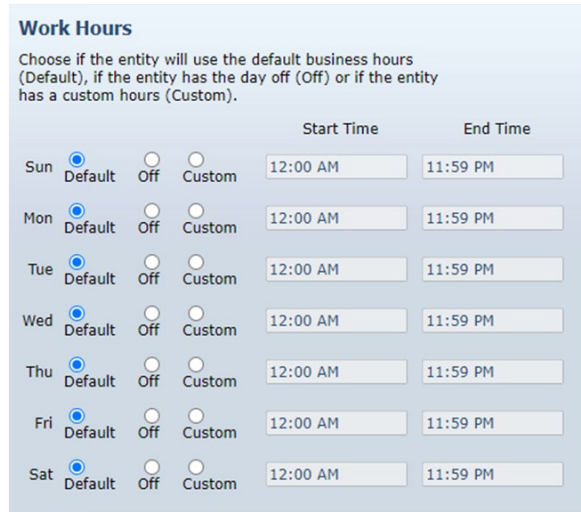 Work Hours
Choose if the entity will use the default business hours
(Default), if the entity has the day off (Off) or if the entity
has a custom hours (Custom).
Start Time End Time
Sun Default Off Custom 12:00 AM 11:59 PM
Mon Default Off Custom 12:00 AM 11:59 PM
Tue Default Off Custom 12:00 AM 11:59 PM
Wed Default Off Custom 12:00 AM 11:59 PM
Thu Default Off Custom 12:00 AM 11:59 PM
Fri Default Off Custom 12:00 AM 11:59 PM
Sat Default Off Custom 12:00 AM 11:59 PM